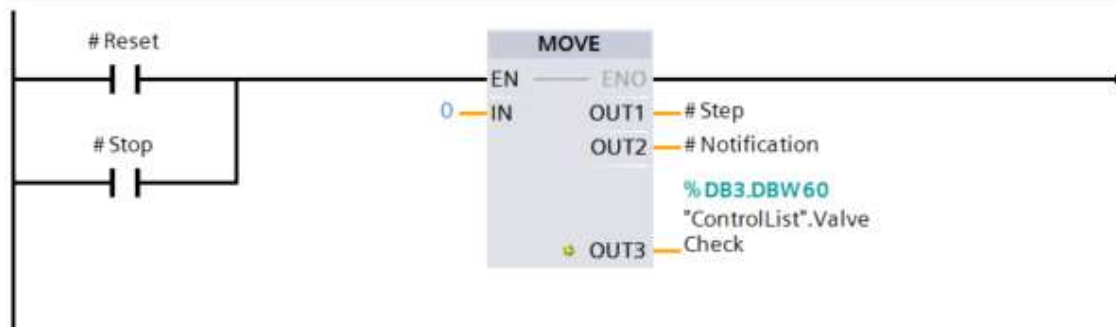 # Reset
MOVE
EN ENO
0 IN OUT1 # Step
# Stop OUT2 # Notification
%DB3.DBW60
"ControlList".Valve
OUT3 Check